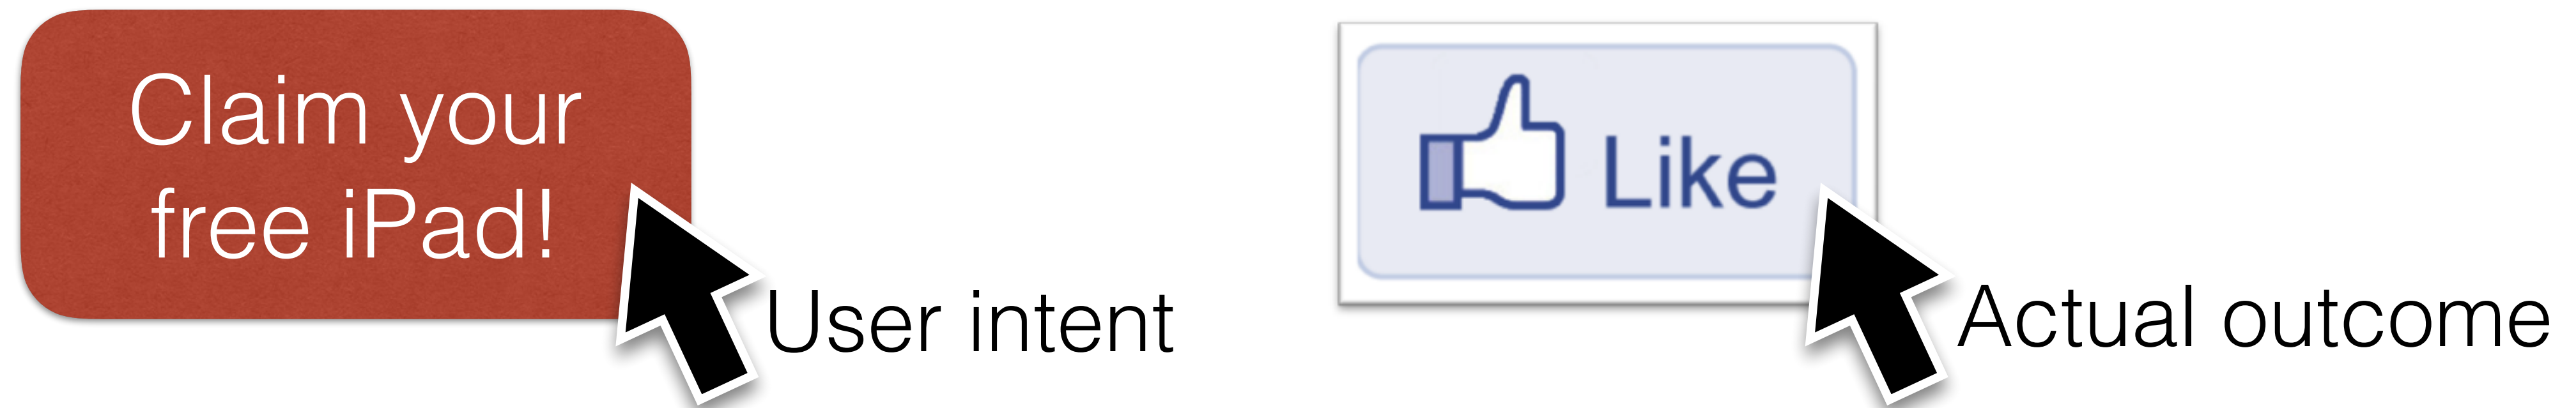 Claim your
free iPad!
User intent
Like
Actual outcome